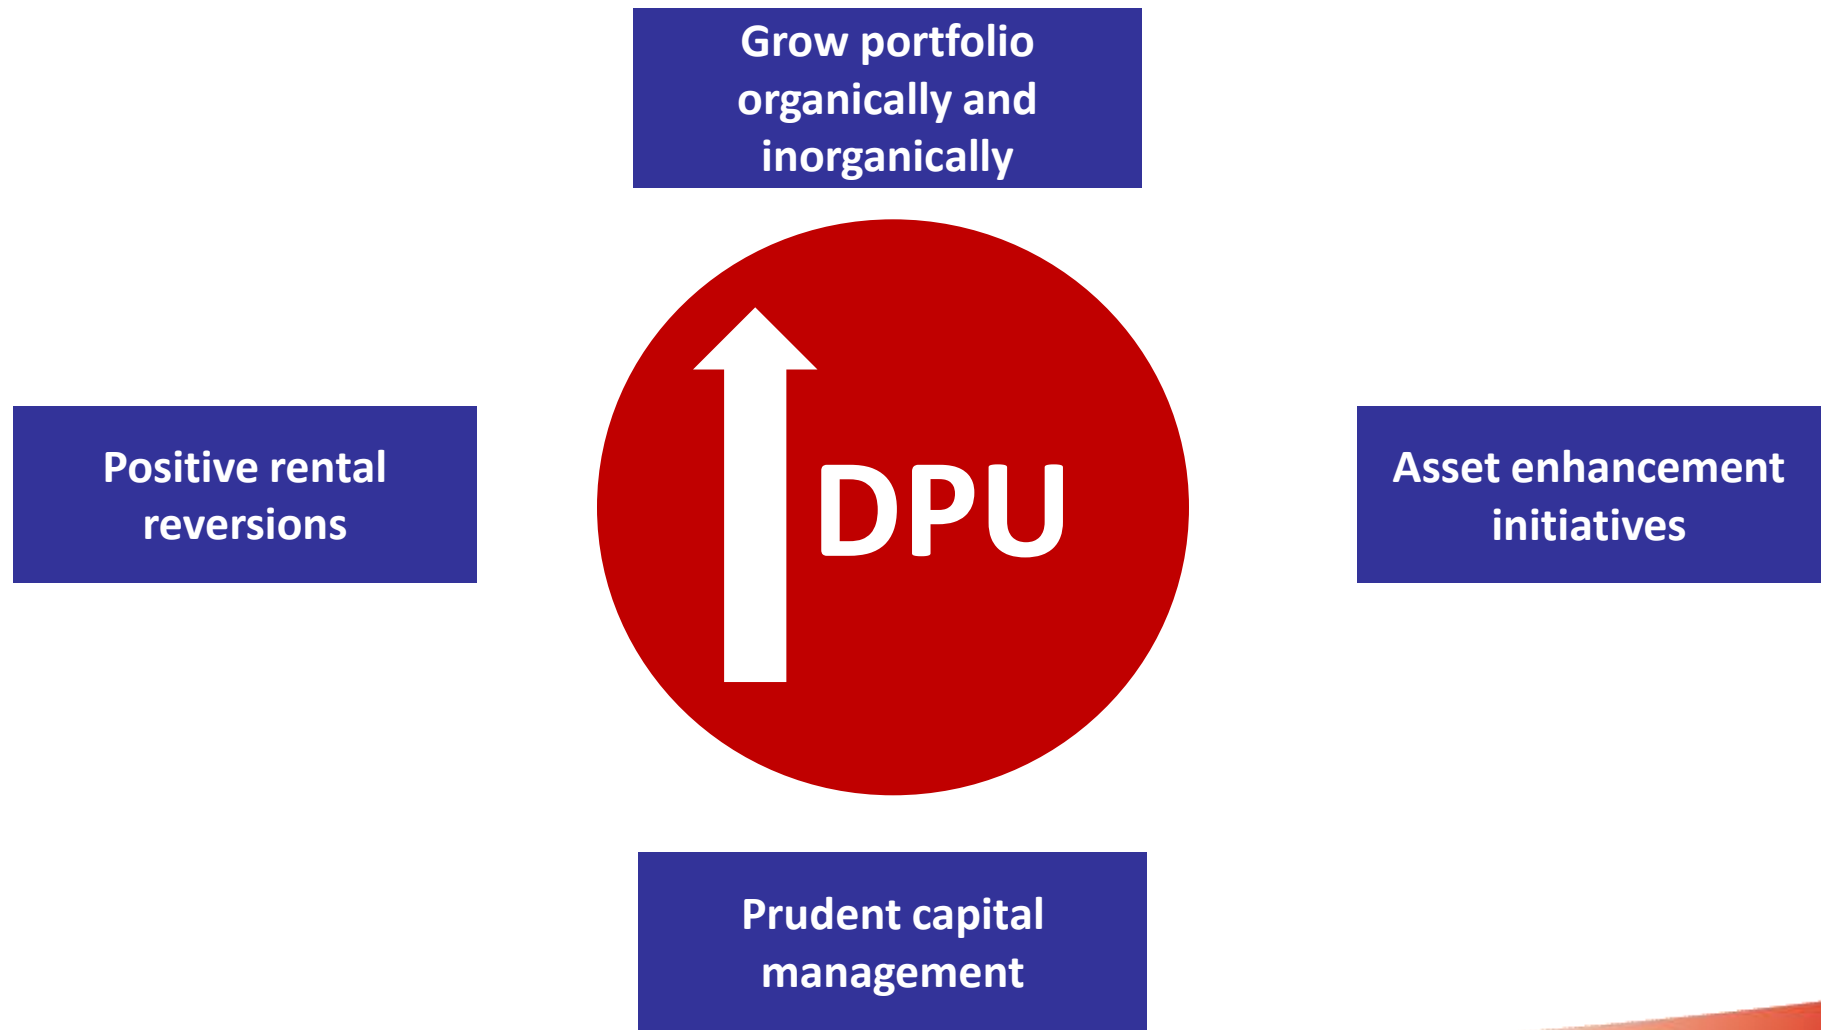 Grow portfolio
organically and
inorganically
Positive rental
reversions
DPU
Asset enhancement
initiatives
Prudent capital
management